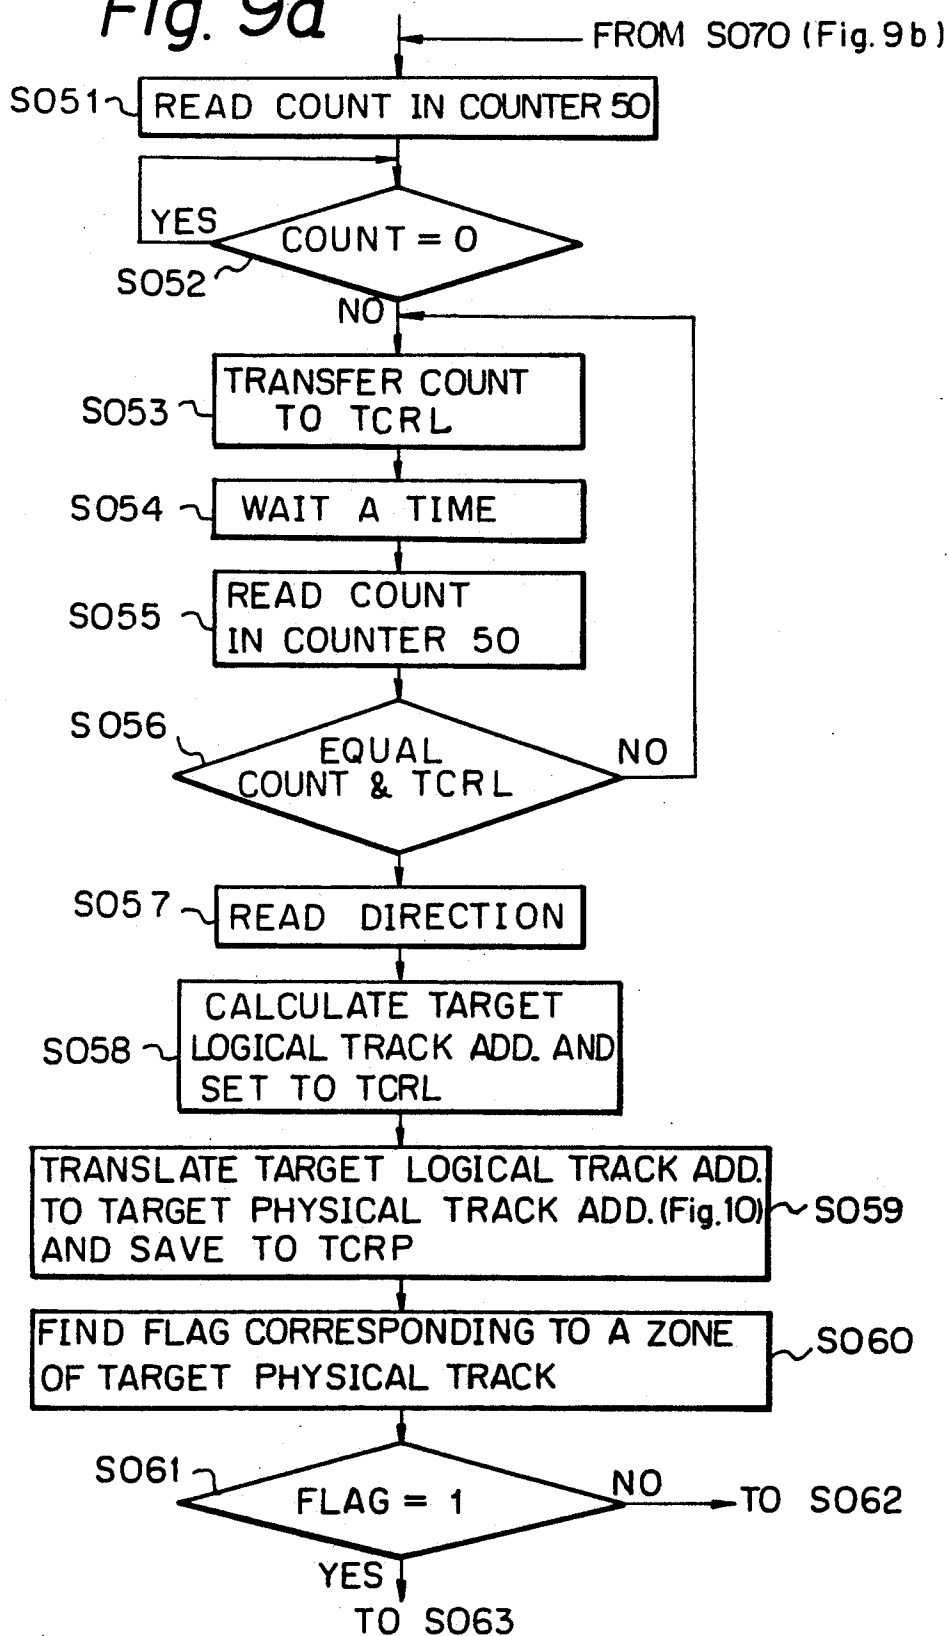 Fig. 9a
FROM S070 (Fig. 9b)
S051
READ COUNT IN COUNTER 50
YES
COUNT = 0
S052
NO
S053
TRANSFER COUNT
TO TCRL
S054
WAIT A TIME
S055
READ COUNT
IN COUNTER 50
S056
EQUAL
COUNT & TCRL
NO
S057
READ DIRECTION
S058
CALCULATE TARGET
LOGICAL TRACK ADD. AND
SET TO TCRL
TRANSLATE TARGET LOGICAL TRACK ADD.
TO TARGET PHYSICAL TRACK ADD. (Fig. 10)
AND SAVE TO TCRP
S059
FIND FLAG CORRESPONDING TO A ZONE
OF TARGET PHYSICAL TRACK
S060
S061
FLAG = 1
NO
TO S062
YES
TO S063